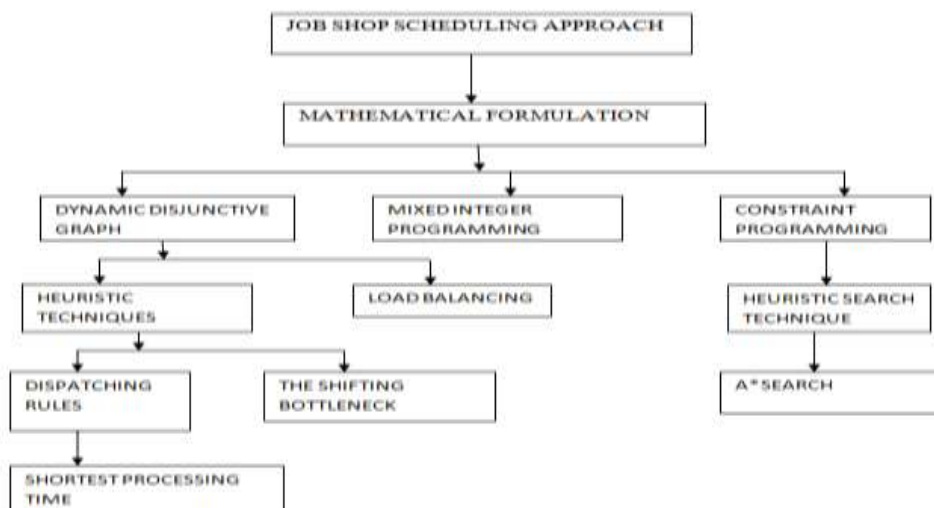 JOB SHOP SCHEDULING APPROACH
MATHEMATICAL FORMULATION
DYNAMIC DISJUNCTIVE
GRAPH
MIXED INTEGER
PROGRAMMING
CONSTRAINT
PROGRAMMING
HEURISTIC
TECHNIQUES
LOAD BALANCING
HEURISTIC SEARCH
TECHNIQUE
DISPATCHING
RULES
THE SHIFTING
BOTTLENECK
A* SEARCH
SHORTEST PROCESSING
TIME